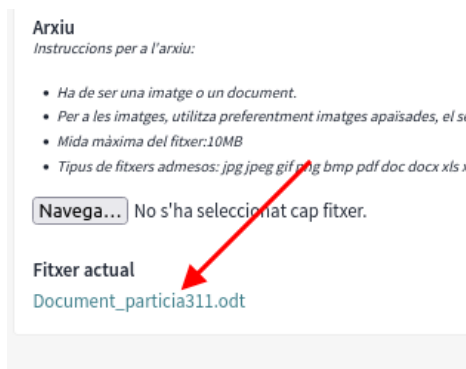 Arxiu
Instruccions per a l'arxiu:
• Ha de ser una imatge o un document.
• Per a les imatges, utilitza preferentment imatges apaïsades, el
• Mida màxima del fitxer:10MB
• Tipus de fitxers admesos: jpg jpeg gif png bmp pdf doc docx xls
Navega... No s'ha seleccionat cap fitxer.
Fitxer actual
Document_particia311.odt